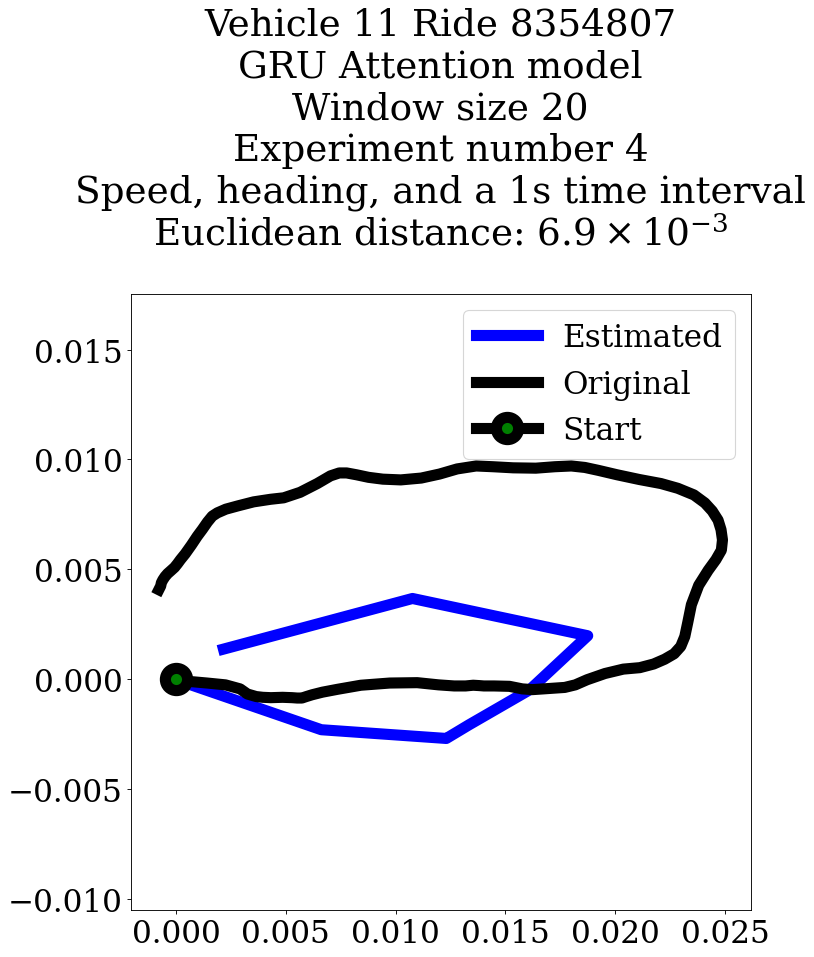 Vehicle 11 Ride 8354807
GRU Attention model
Window size 20
Experiment number 4
Speed, heading, and a 1s time interval
Euclidean distance: 6.9 × 10⁻³
Estimated
Original
Start
0.015
0.010
0.005
0.000
−0.005
−0.010
0.000 0.005 0.010 0.015 0.020 0.025